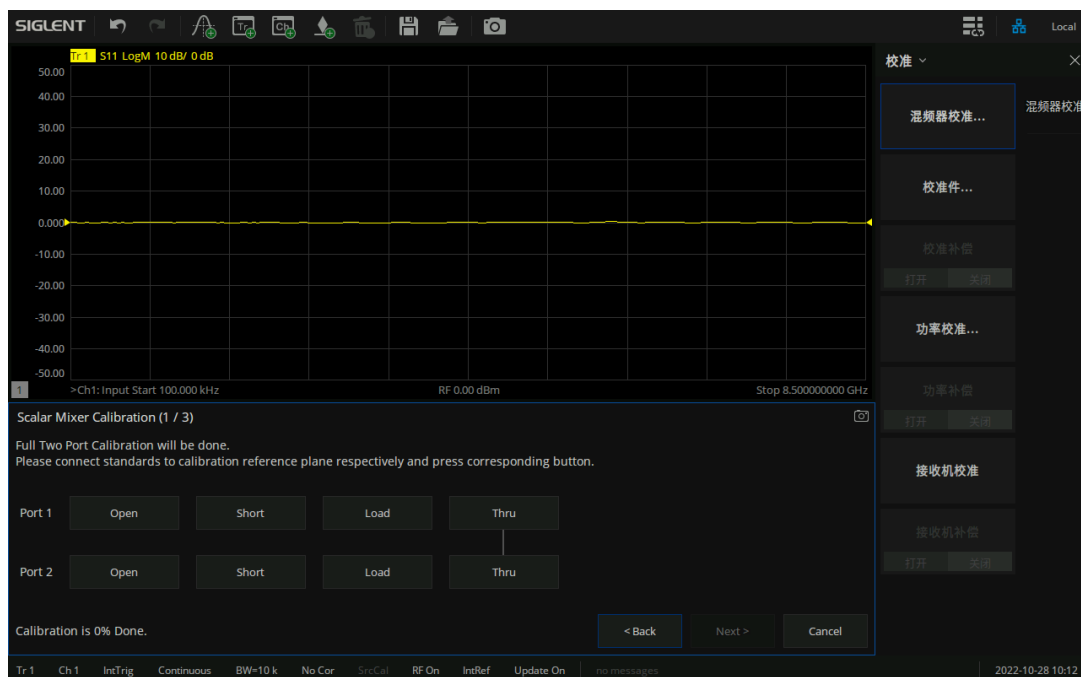 SIGLENT Tr Ch Local
Tr 1 S11 LogM 10 dB/ 0 dB
50.00
40.00
30.00
20.00
10.00
0.000
-10.00
-20.00
-30.00
-40.00
-50.00
1 >Ch1: Input Start 100.000 kHz RF 0.00 dBm Stop 8.500000000 GHz
Scalar Mixer Calibration (1 / 3)
Full Two Port Calibration will be done.
Please connect standards to calibration reference plane respectively and press corresponding button.
Port 1 Open Short Load Thru
Port 2 Open Short Load Thru
Calibration is 0% Done. < Back Next > Cancel
校准
混频器校准... 混频器校准
校准件...
校准补偿
打开 关闭
功率校准...
功率补偿
打开 关闭
接收机校准
接收机补偿
打开 关闭
Tr 1 Ch 1 IntTrig Continuous BW=10 k No Cor SrcCal RF On IntRef Update On no messages 2022-10-28 10:12